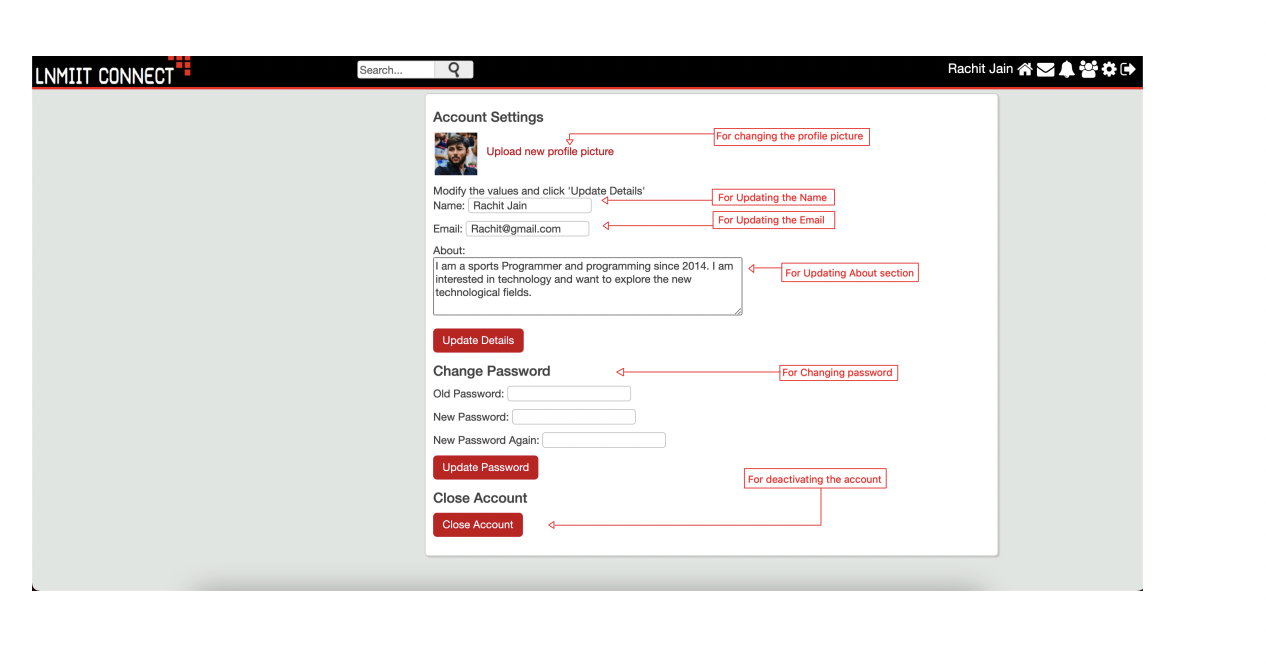 LNMIIT CONNECT
Search...
Rachit Jain
Account Settings
For changing the profile picture
Upload new profile picture
Modify the values and click 'Update Details'
Name: Rachit Jain
For Updating the Name
Email: Rachit@gmail.com
For Updating the Email
About:
I am a sports Programmer and programming since 2014. I am
interested in technology and want to explore the new
technological fields.
For Updating About section
Update Details
Change Password
For Changing password
Old Password:
New Password:
New Password Again:
Update Password
For deactivating the account
Close Account
Close Account